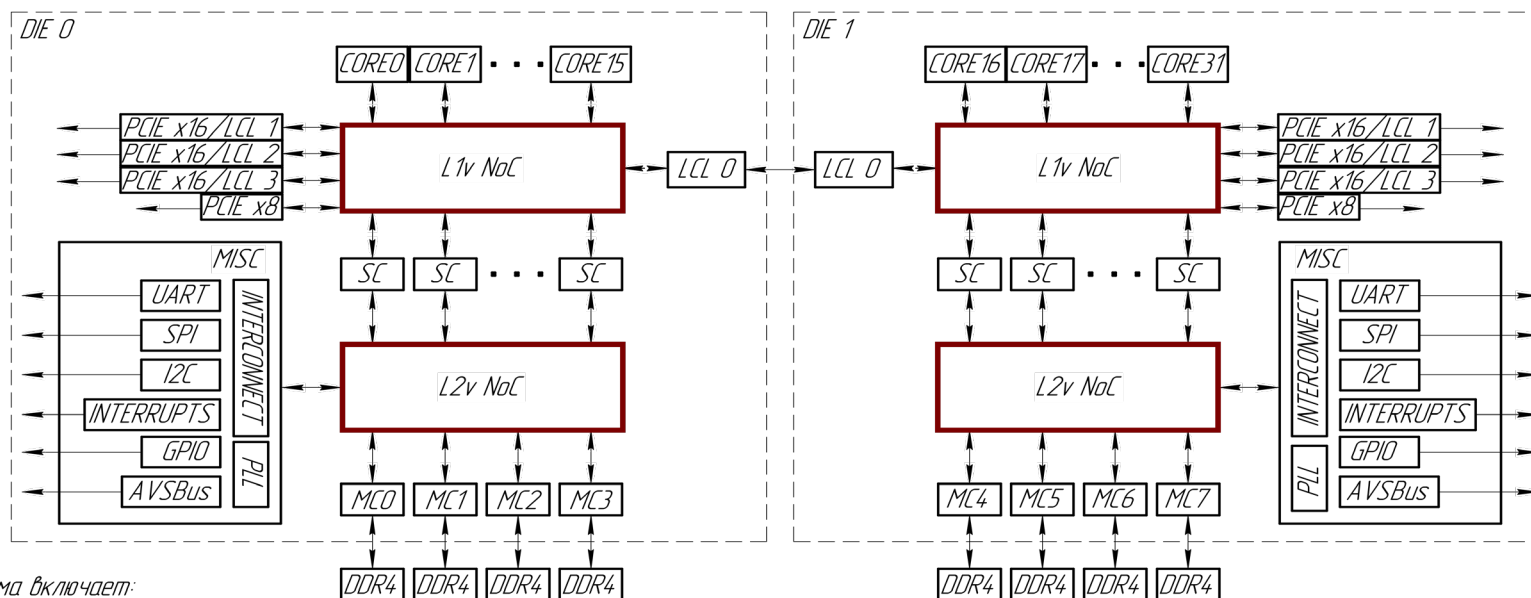 DIE 0
DIE 1
CORE0 CORE1 CORE15
CORE16 CORE17 CORE31
PCIE x16/LCL 1
PCIE x16/LCL 2
PCIE x16/LCL 3
PCIE x8
L1v NoC
LCL 0
LCL 0
L1v NoC
PCIE x16/LCL 1
PCIE x16/LCL 2
PCIE x16/LCL 3
PCIE x8
SC SC SC
SC SC SC
MISC
UART
SPI
I2C
INTERRUPTS
GPIO
AVSBus
INTERCONNECT
PLL
L2v NoC
L2v NoC
MISC
INTERCONNECT
PLL
UART
SPI
I2C
INTERRUPTS
GPIO
AVSBus
MC0 MC1 MC2 MC3
MC4 MC5 MC6 MC7
DDR4 DDR4 DDR4 DDR4
DDR4 DDR4 DDR4 DDR4
включает: